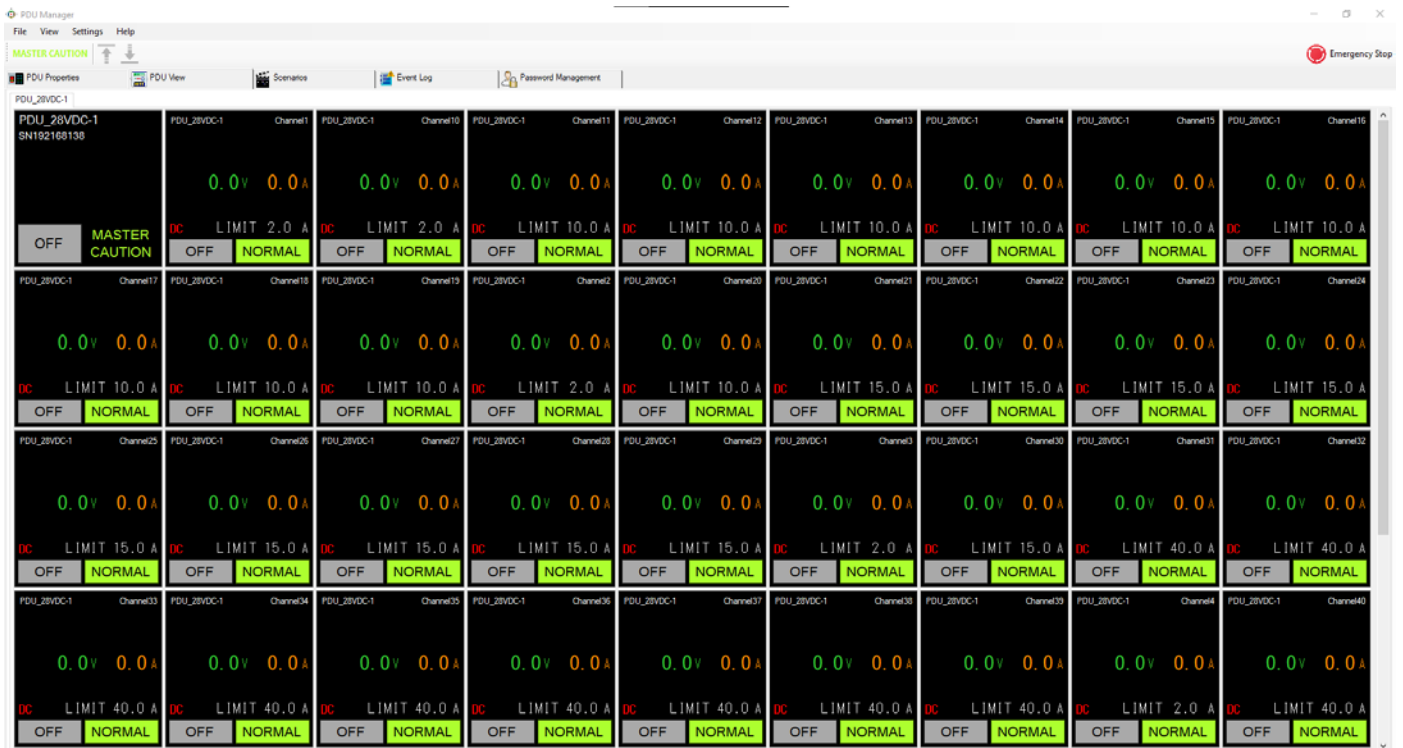 PDU Manager
File View Settings Help
MASTER CAUTION Emergency Stop
PDU Properties PDU View Scenarios Event Log Password Management
PDU_28VDC-1
PDU_28VDC-1 PDU_28VDC-1 Channel1 PDU_28VDC-1 Channel10 PDU_28VDC-1 Channel11 PDU_28VDC-1 Channel12 PDU_28VDC-1 Channel13 PDU_28VDC-1 Channel14 PDU_28VDC-1 Channel15 PDU_28VDC-1 Channel16
SN192168138
0.0V 0.0A 0.0V 0.0A 0.0V 0.0A 0.0V 0.0A 0.0V 0.0A 0.0V 0.0A 0.0V 0.0A 0.0V 0.0A
DC LIMIT 2.0 A DC LIMIT 2.0 A DC LIMIT 10.0 A DC LIMIT 10.0 A DC LIMIT 10.0 A DC LIMIT 10.0 A DC LIMIT 10.0 A DC LIMIT 10.0 A
OFF MASTER CAUTION OFF NORMAL OFF NORMAL OFF NORMAL OFF NORMAL OFF NORMAL OFF NORMAL OFF NORMAL OFF NORMAL
PDU_28VDC-1 Channel17 PDU_28VDC-1 Channel18 PDU_28VDC-1 Channel19 PDU_28VDC-1 Channel2 PDU_28VDC-1 Channel20 PDU_28VDC-1 Channel21 PDU_28VDC-1 Channel22 PDU_28VDC-1 Channel23 PDU_28VDC-1 Channel24
0.0V 0.0A 0.0V 0.0A 0.0V 0.0A 0.0V 0.0A 0.0V 0.0A 0.0V 0.0A 0.0V 0.0A 0.0V 0.0A 0.0V 0.0A
DC LIMIT 10.0 A DC LIMIT 10.0 A DC LIMIT 10.0 A DC LIMIT 2.0 A DC LIMIT 10.0 A DC LIMIT 15.0 A DC LIMIT 15.0 A DC LIMIT 15.0 A DC LIMIT 15.0 A
OFF NORMAL OFF NORMAL OFF NORMAL OFF NORMAL OFF NORMAL OFF NORMAL OFF NORMAL OFF NORMAL OFF NORMAL
PDU_28VDC-1 Channel25 PDU_28VDC-1 Channel26 PDU_28VDC-1 Channel27 PDU_28VDC-1 Channel28 PDU_28VDC-1 Channel29 PDU_28VDC-1 Channel3 PDU_28VDC-1 Channel30 PDU_28VDC-1 Channel31 PDU_28VDC-1 Channel32
0.0V 0.0A 0.0V 0.0A 0.0V 0.0A 0.0V 0.0A 0.0V 0.0A 0.0V 0.0A 0.0V 0.0A 0.0V 0.0A 0.0V 0.0A
DC LIMIT 15.0 A DC LIMIT 15.0 A DC LIMIT 15.0 A DC LIMIT 15.0 A DC LIMIT 15.0 A DC LIMIT 2.0 A DC LIMIT 15.0 A DC LIMIT 40.0 A DC LIMIT 40.0 A
OFF NORMAL OFF NORMAL OFF NORMAL OFF NORMAL OFF NORMAL OFF NORMAL OFF NORMAL OFF NORMAL OFF NORMAL
PDU_28VDC-1 Channel33 PDU_28VDC-1 Channel34 PDU_28VDC-1 Channel35 PDU_28VDC-1 Channel36 PDU_28VDC-1 Channel37 PDU_28VDC-1 Channel38 PDU_28VDC-1 Channel39 PDU_28VDC-1 Channel4 PDU_28VDC-1 Channel40
0.0V 0.0A 0.0V 0.0A 0.0V 0.0A 0.0V 0.0A 0.0V 0.0A 0.0V 0.0A 0.0V 0.0A 0.0V 0.0A 0.0V 0.0A
DC LIMIT 40.0 A DC LIMIT 40.0 A DC LIMIT 40.0 A DC LIMIT 40.0 A DC LIMIT 40.0 A DC LIMIT 40.0 A DC LIMIT 40.0 A DC LIMIT 2.0 A DC LIMIT 40.0 A
OFF NORMAL OFF NORMAL OFF NORMAL OFF NORMAL OFF NORMAL OFF NORMAL OFF NORMAL OFF NORMAL OFF NORMAL